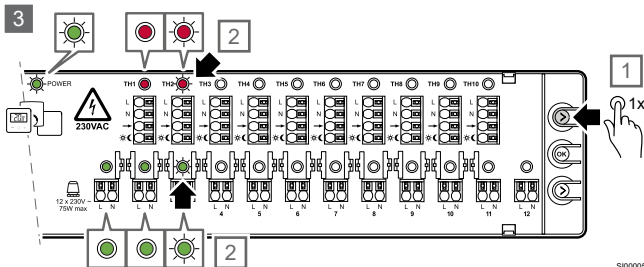 3
2
1
1x
POWER
TH1 TH2 TH3 TH4 TH5 TH6 TH7 TH8 TH9 TH10
230VAC
L
N
OK
12 x 230V ~
75W max
L N L N L N L N L N L N L N L N L N L N L N
4 5 6 7 8 9 10 11 12
2